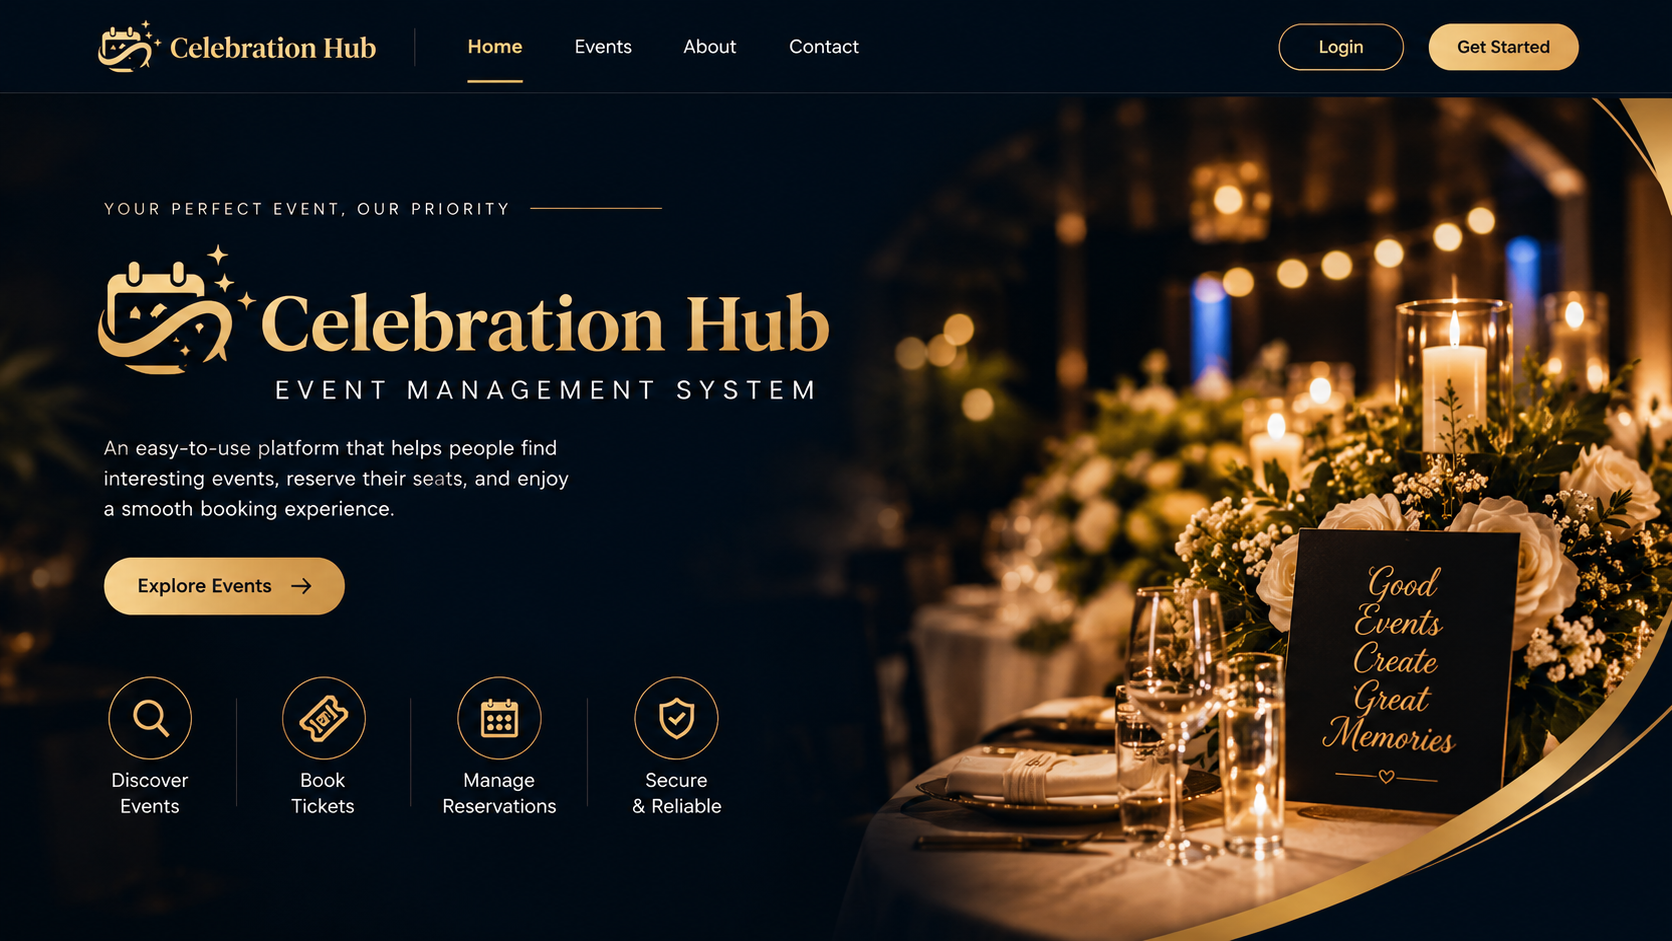 Celebration Hub
Home
Events
About
Contact
Login
Get Started
YOUR PERFECT EVENT, OUR PRIORITY
Celebration Hub
EVENT MANAGEMENT SYSTEM
An easy-to-use platform that helps people find
interesting events, reserve their seats, and enjoy
a smooth booking experience.
Explore Events →
Discover
Events
Book
Tickets
Manage
Reservations
Secure
& Reliable
Good
Events
Create
Great
Memories